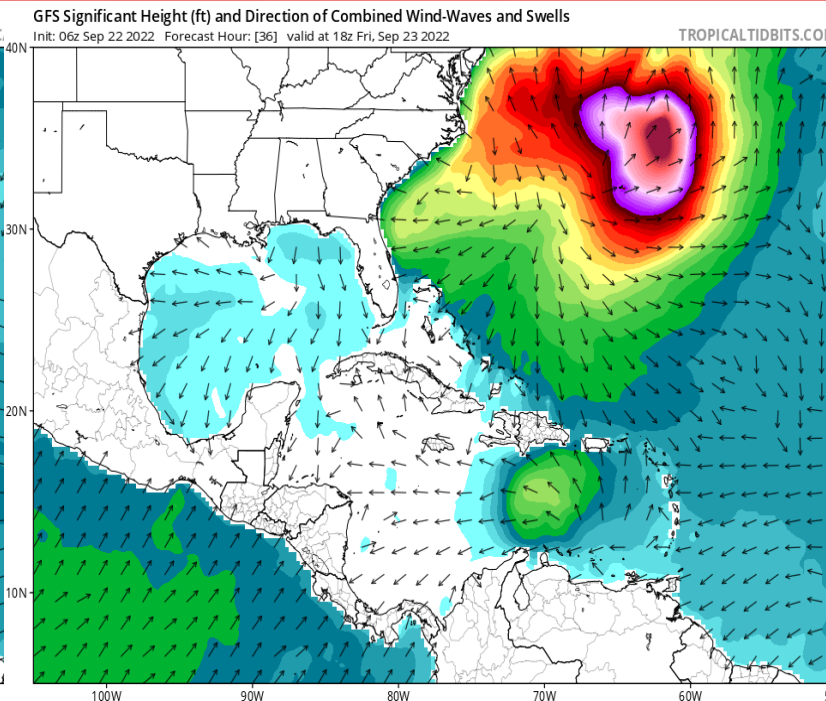 GFS Significant Height (ft) and Direction of Combined Wind-Waves and Swells
Init: 06z Sep 22 2022 Forecast Hour: [36] valid at 18z Fri, Sep 23 2022 TROPICALTIDBITS.CO
40N
30N
20N
10N
100W 90W 80W 70W 60W